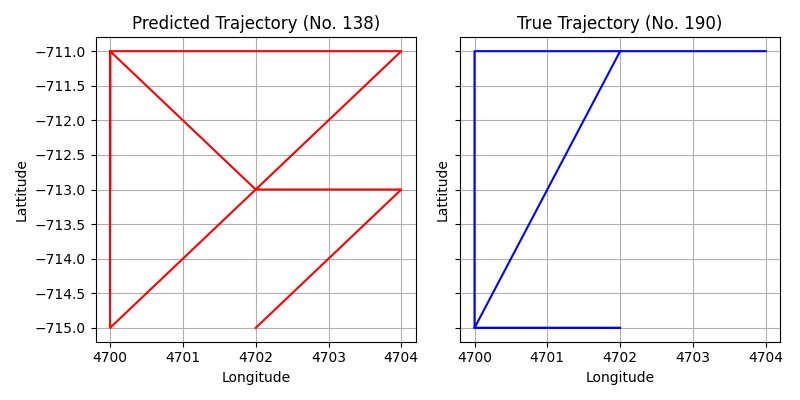 Predicted Trajectory (No. 138)
True Trajectory (No. 190)
−711.0
−711.5
−712.0
−712.5
−713.0
−713.5
−714.0
−714.5
−715.0
Lattitude
Lattitude
4700 4701 4702 4703 4704
4700 4701 4702 4703 4704
Longitude
Longitude